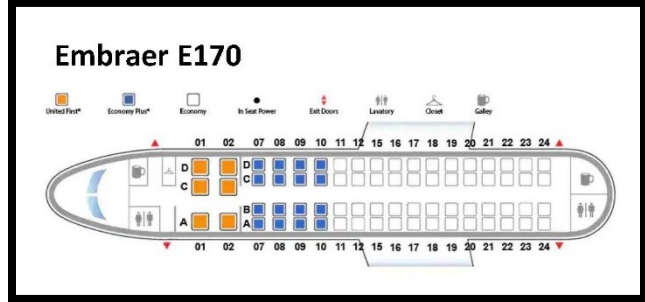 Embraer E170
United First* Economy Plus* Economy In Seat Power Exit Doors Lavatory Closet Galley
01 02 07 08 09 10 11 12 15 16 17 18 19 20 21 22 23 24
D D
C C
B
A A
01 02 07 08 09 10 11 12 15 16 17 18 19 20 21 22 23 24